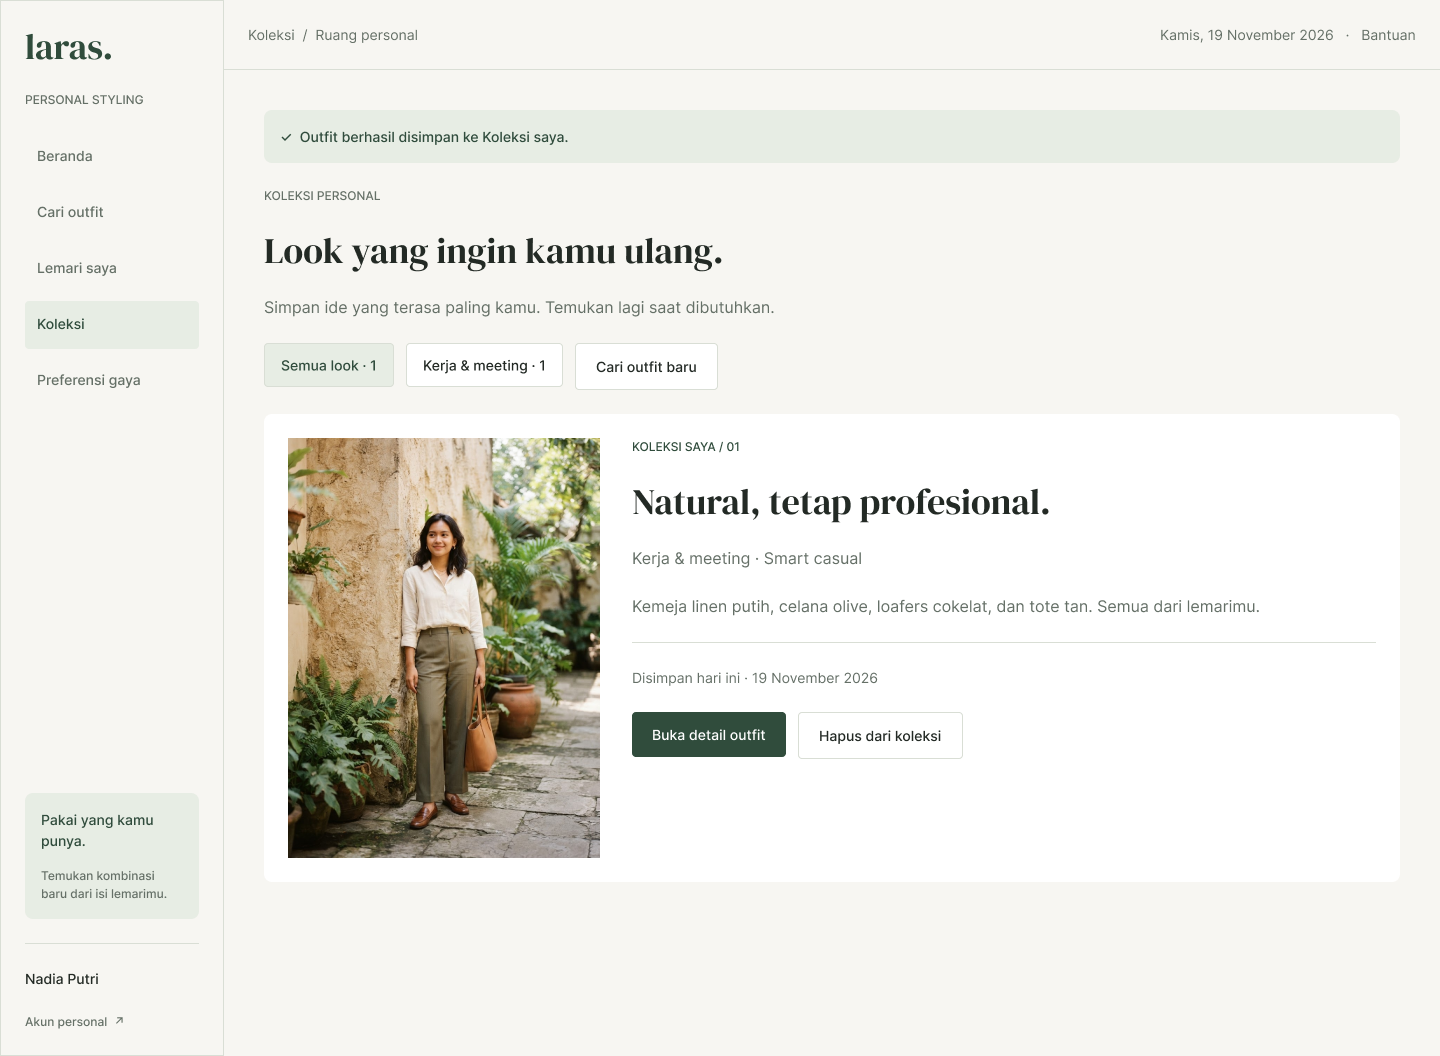 laras.
PERSONAL STYLING
Beranda
Cari outfit
Lemari saya
Koleksi
Preferensi gaya
Pakai yang kamu
punya.
Temukan kombinasi
baru dari isi lemarimu.
Nadia Putri
Akun personal ↗
Koleksi / Ruang personal
Kamis, 19 November 2026 · Bantuan
✓ Outfit berhasil disimpan ke Koleksi saya.
KOLEKSI PERSONAL
Look yang ingin kamu ulang.
Simpan ide yang terasa paling kamu. Temukan lagi saat dibutuhkan.
Semua look · 1
Kerja & meeting · 1
Cari outfit baru
KOLEKSI SAYA / 01
Natural, tetap profesional.
Kerja & meeting · Smart casual
Kemeja linen putih, celana olive, loafers cokelat, dan tote tan. Semua dari lemarimu.
Disimpan hari ini · 19 November 2026
Buka detail outfit
Hapus dari koleksi